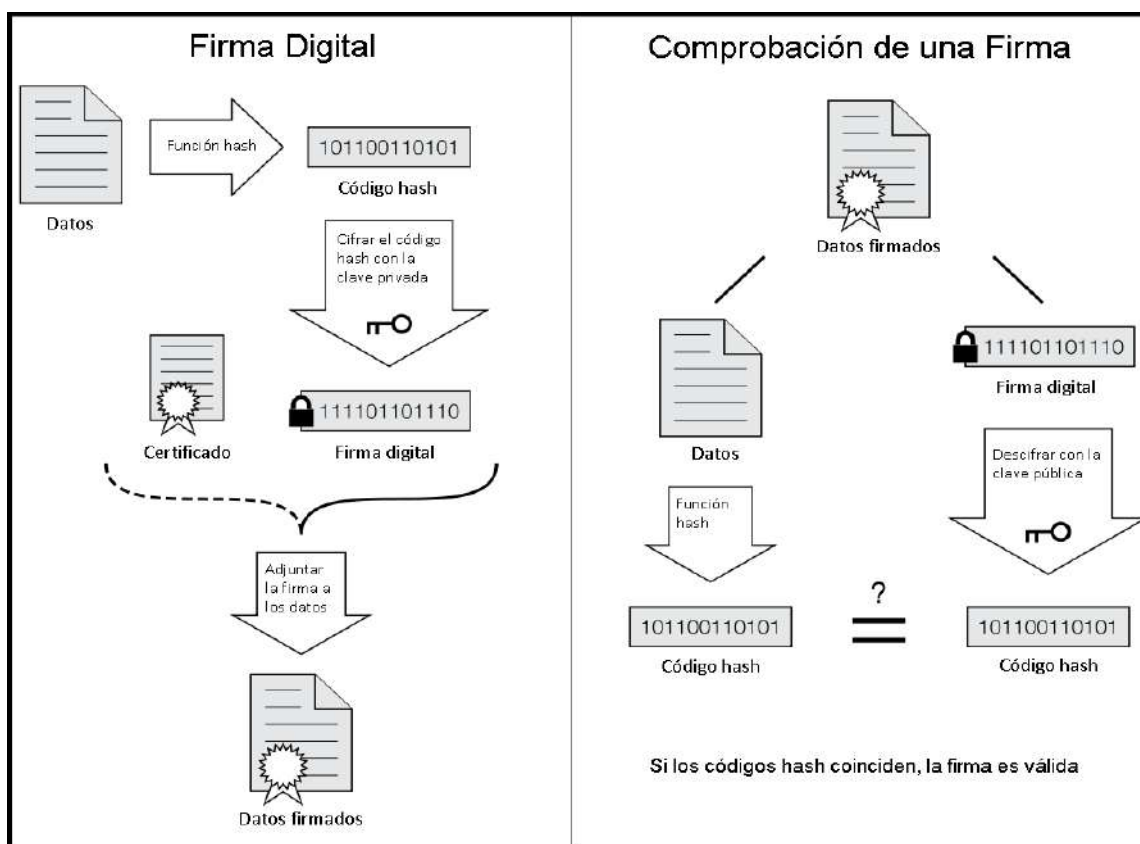 Firma Digital
Función hash
101100110101
Código hash
Datos
Cifrar el código
hash con la
clave privada
111101101110
Certificado
Firma digital
Adjuntar
la firma a
los datos
Datos firmados
Comprobación de una Firma
Datos firmados
111101101110
Firma digital
Datos
Función
hash
Descifrar con la
clave pública
101100110101
Código hash
?
=
101100110101
Código hash
Si los códigos hash coinciden, la firma es válida